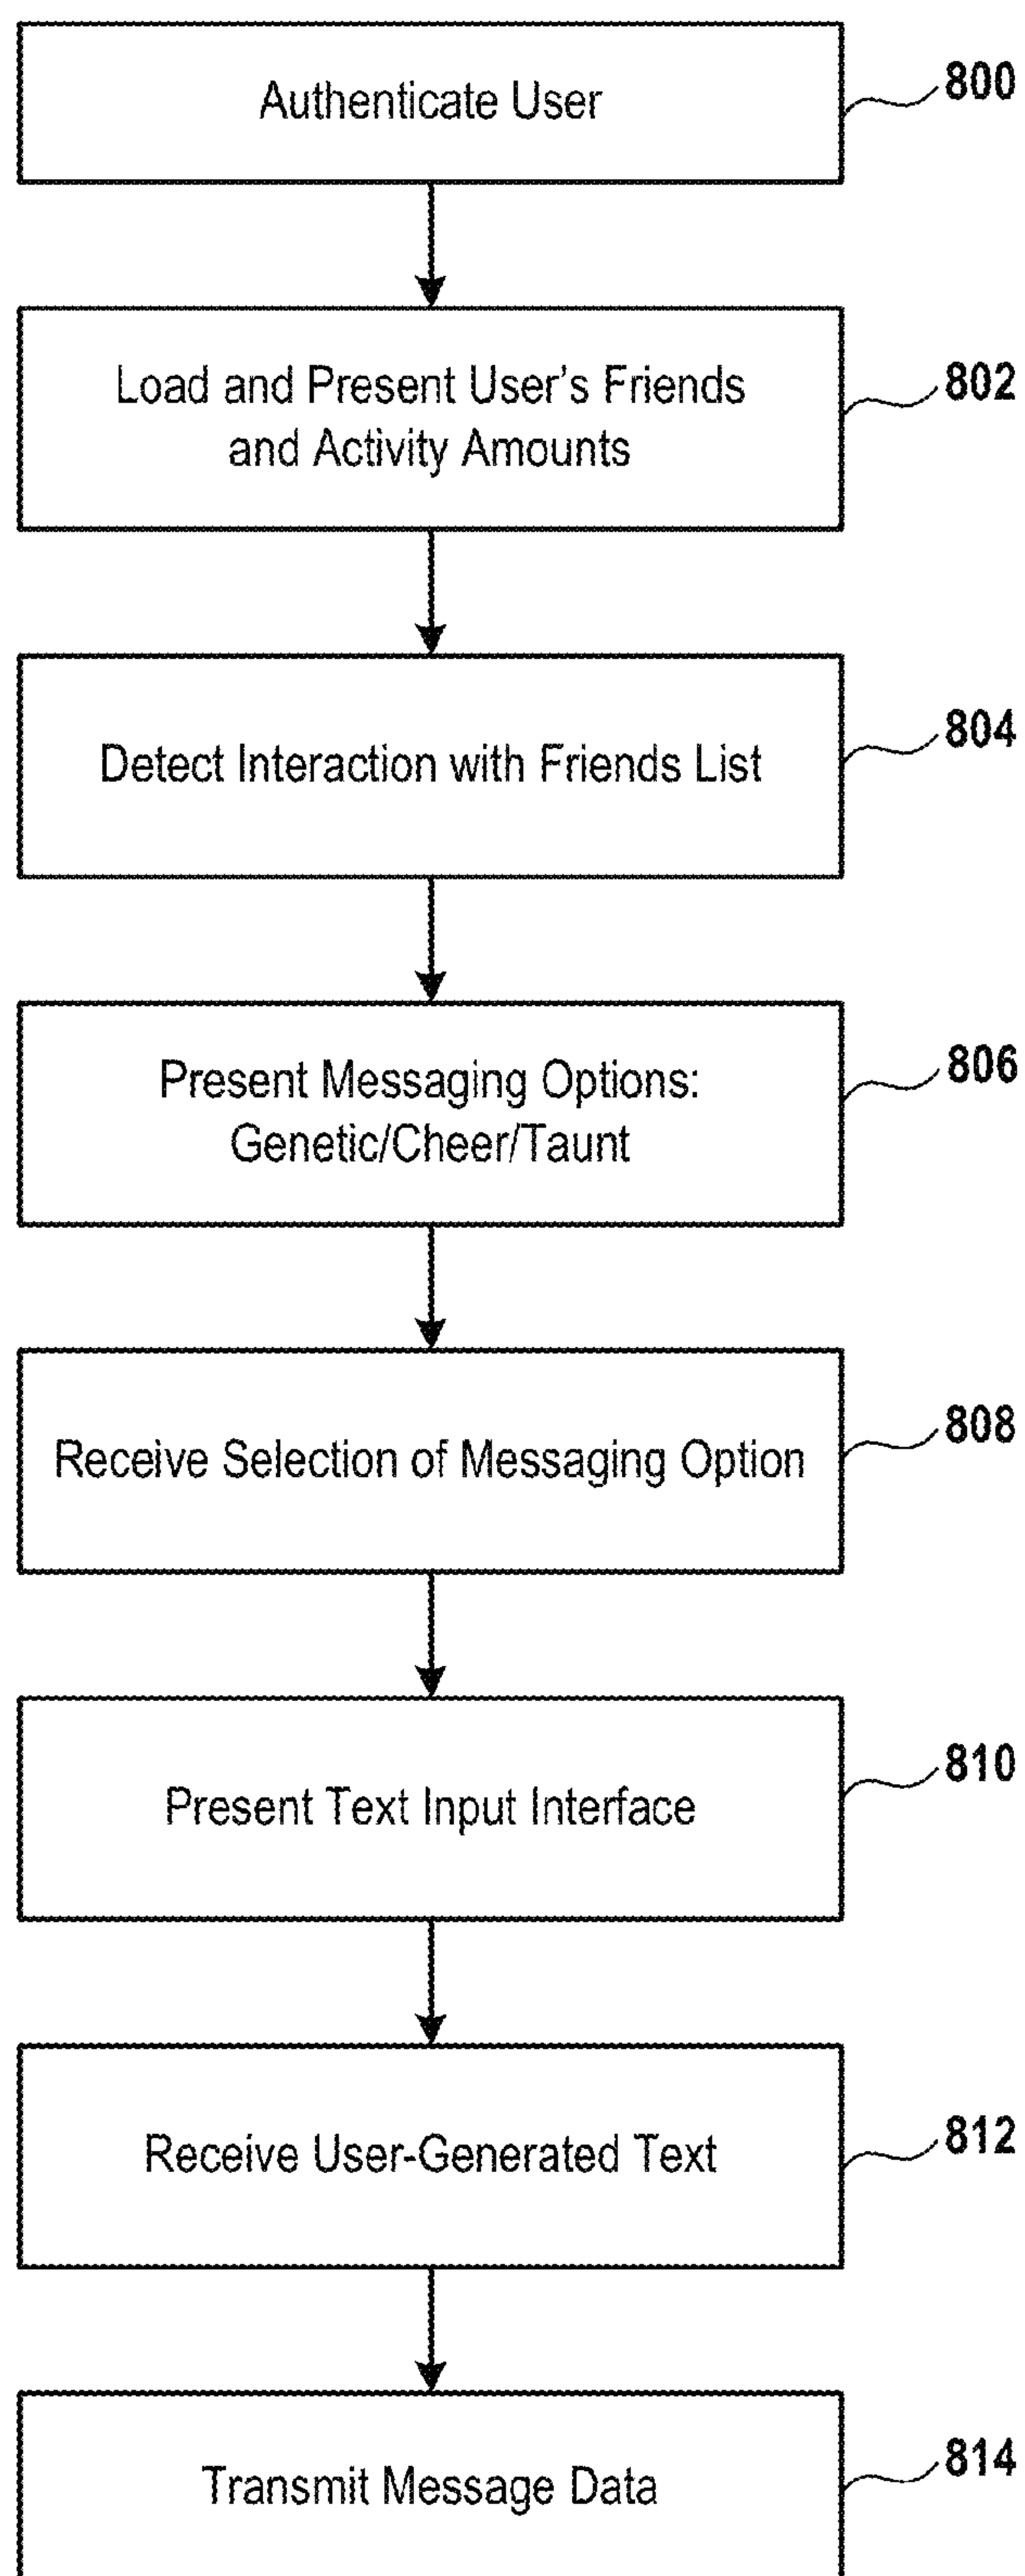 Authenticate User
800
Load and Present User's Friends
and Activity Amounts
802
Detect Interaction with Friends List
804
Present Messaging Options:
Genetic/Cheer/Taunt
806
Receive Selection of Messaging Option
808
Present Text Input Interface
810
Receive User-Generated Text
812
Transmit Message Data
814